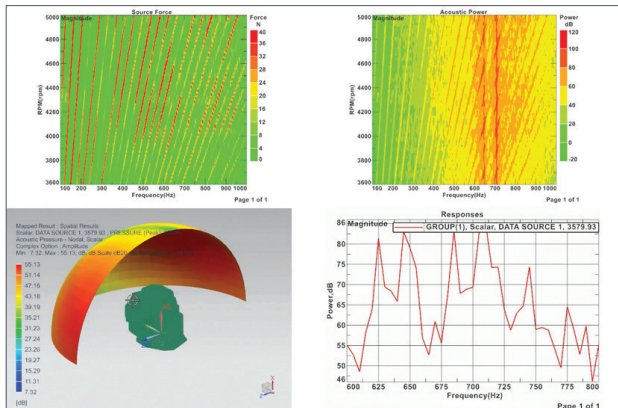 Source Force
Magnitude
Force
N
5000
4800
4400
4200
4000
3800
3600
RPM(rpm)
40
36
32
28
24
20
16
12
8
4
0
100 200 300 400 500 600 700 800 900 1000
Frequency(Hz)
Page 1 of 1
Acoustic Power
Magnitude
Power
dB
5000
4800
4400
4200
4000
3800
3600
RPM(rpm)
120
100
80
60
40
20
0
-20
100 200 300 400 500 600 700 800 900 1000
Frequency(Hz)
Page 1 of 1
Mapped Result : Spatial Results
Scalar, DATA SOURCE 1, 3579.93
Acoustic Pressure - Nodal, Scalar
Complex Option : Amplitude
55.13
51.14
47.16
43.18
39.21
35.21
31.23
27.24
23.26
19.27
15.29
11.31
7.32
[dB]
Responses
Magnitude
GROUP(1), Scalar, DATA SOURCE 1, 3579.93
Power,dB
86
80
75
70
65
60
55
50
46
600 625 650 675 700 725 750 775 800
Frequency(Hz)
Page 1 of 1